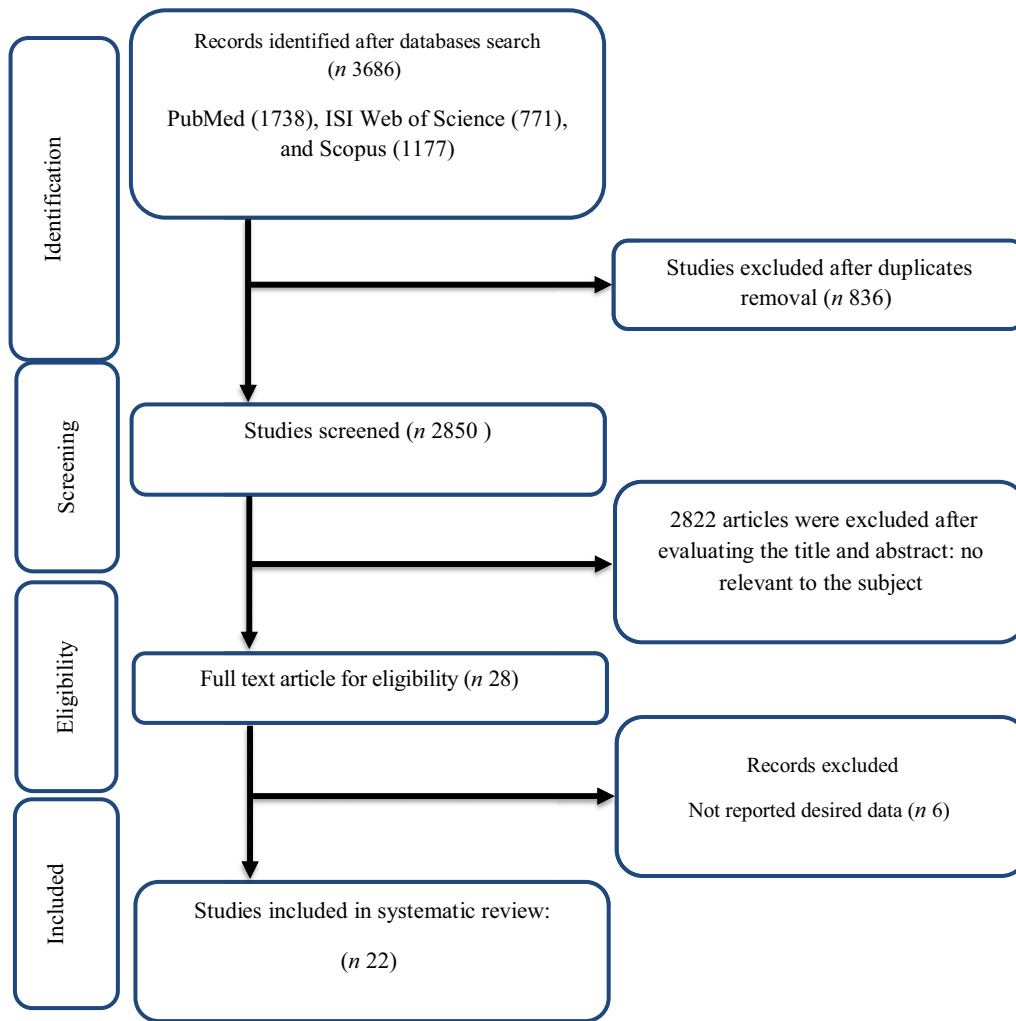 Identification
Records identified after databases search
(n 3686)
PubMed (1738), ISI Web of Science (771),
and Scopus (1177)
Studies excluded after duplicates
removal (n 836)
Screening
Studies screened (n 2850 )
2822 articles were excluded after
evaluating the title and abstract: no
relevant to the subject
Eligibility
Full text article for eligibility (n 28)
Records excluded
Not reported desired data (n 6)
Included
Studies included in systematic review:
(n 22)